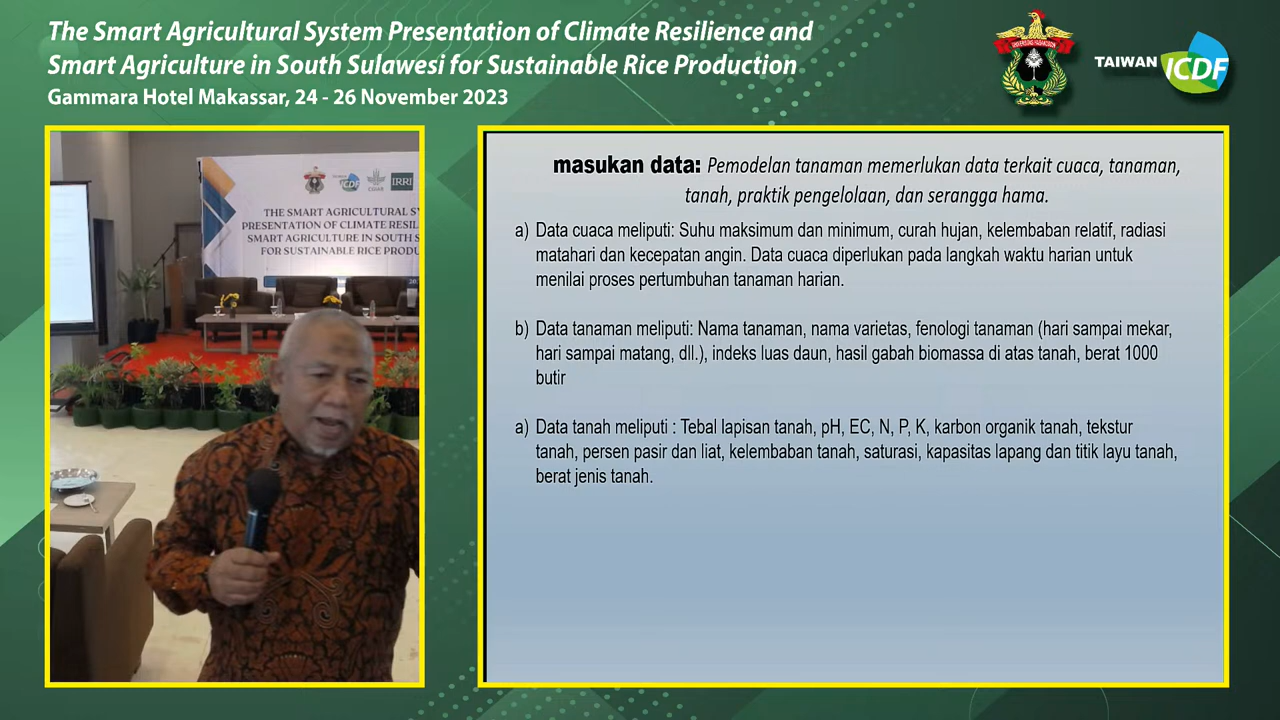 The Smart Agricultural System Presentation of Climate Resilience and
Smart Agriculture in South Sulawesi for Sustainable Rice Production
Gammara Hotel Makassar, 24 - 26 November 2023
UNIVERSITAS HASANUDDIN
TAIWAN ICDF
ICDF
CGIAR
IRRI
THE SMART AGRICULTURAL SY
PRESENTATION OF CLIMATE RESIL
SMART AGRICULTURE IN SOUTH S
FOR SUSTAINABLE RICE PRODU
masukan data: Pemodelan tanaman memerlukan data terkait cuaca, tanaman,
tanah, praktik pengelolaan, dan serangga hama.
a) Data cuaca meliputi: Suhu maksimum dan minimum, curah hujan, kelembaban relatif, radiasi
matahari dan kecepatan angin. Data cuaca diperlukan pada langkah waktu harian untuk
menilai proses pertumbuhan tanaman harian.
b) Data tanaman meliputi: Nama tanaman, nama varietas, fenologi tanaman (hari sampai mekar,
hari sampai matang, dll.), indeks luas daun, hasil gabah biomassa di atas tanah, berat 1000
butir
a) Data tanah meliputi : Tebal lapisan tanah, pH, EC, N, P, K, karbon organik tanah, tekstur
tanah, persen pasir dan liat, kelembaban tanah, saturasi, kapasitas lapang dan titik layu tanah,
berat jenis tanah.